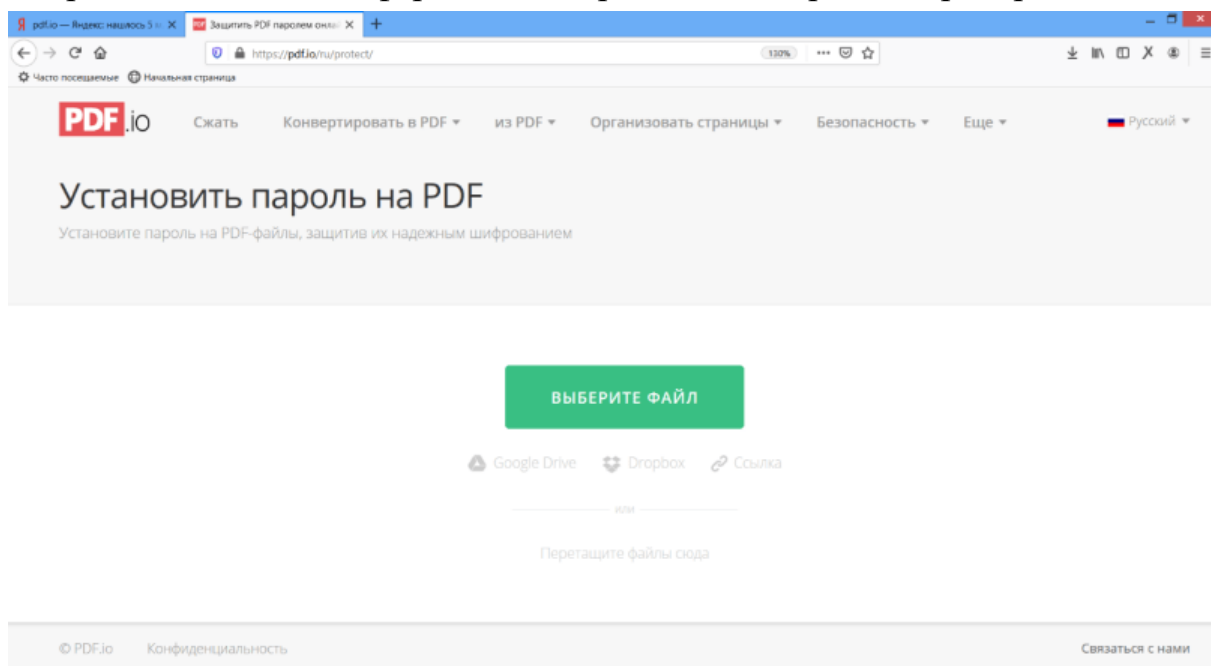 pdf.io — Яндекс: нашлось 5 м
Защитить PDF паролем онлай
https://pdf.io/ru/protect/
130%
Часто посещаемые
Начальная страница
PDF.io
Сжать
Конвертировать в PDF
из PDF
Организовать страницы
Безопасность
Еще
Русский
Установить пароль на PDF
Установите пароль на PDF-файлы, защитив их надежным шифрованием
ВЫБЕРИТЕ ФАЙЛ
Google Drive
Dropbox
Ссылка
или
Перетащите файлы сюда
© PDF.io
Конфиденциальность
Связаться с нами